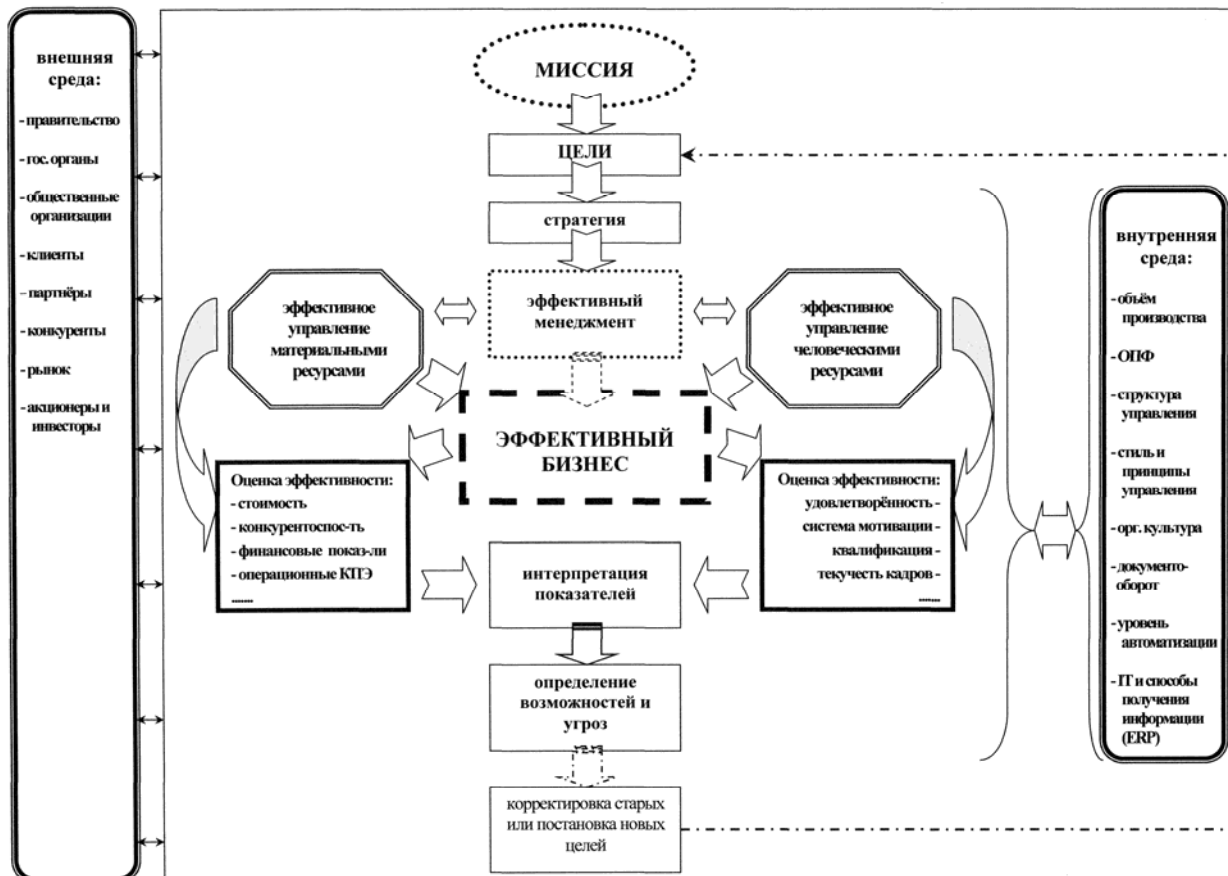 внешняя
среда:
- правительство
- гос. органы
- общественные
организации
- клиенты
- партнёры
- конкуренты
- рынок
- акционеры и
инвесторы
МИССИЯ
ЦЕЛИ
стратегия
эффективный
менеджмент
эффективное
управление
материальными
ресурсами
эффективное
управление
человеческими
ресурсами
ЭФФЕКТИВНЫЙ
БИЗНЕС
Оценка эффективности:
- стоимость
- конкурентоспос-ть
- финансовые показ-ли
- операционные КПЭ
.......
Оценка эффективности:
удовлетворённость -
система мотивации -
квалификация -
текучесть кадров -
.......
интерпретация
показателей
определение
возможностей и
угроз
корректировка старых
или постановка новых
целей
внутренняя
среда:
- объём
производства
- ОПФ
- структура
управления
- стиль и
принципы
управления
- орг. культура
- документо-
оборот
- уровень
автоматизации
- IT и способы
получения
информации
(ERP)